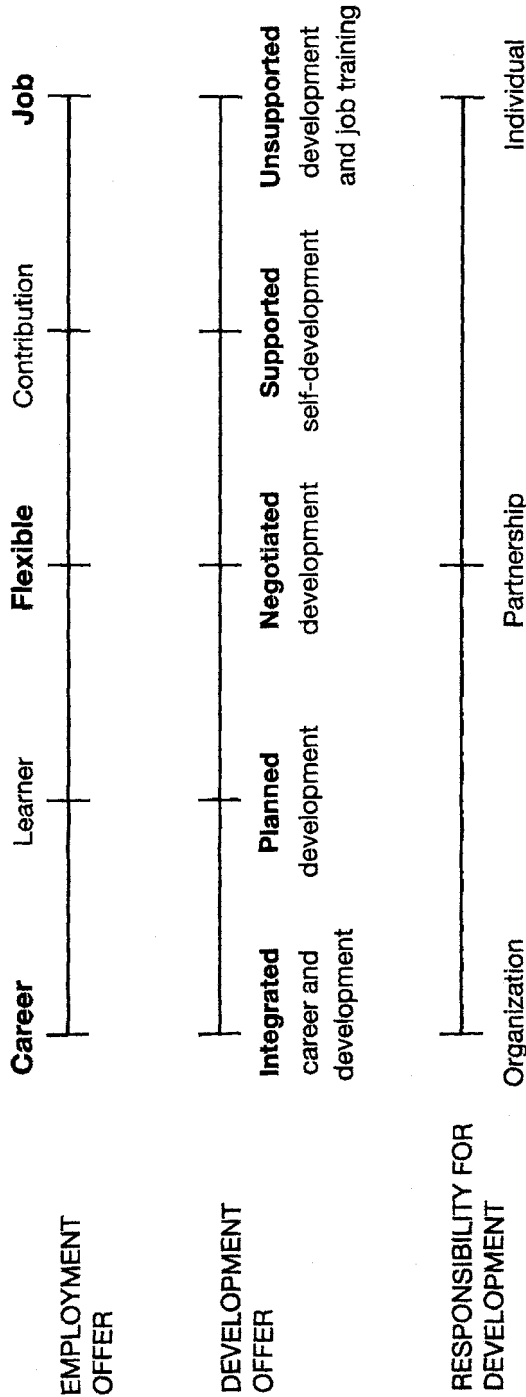 EMPLOYMENT
OFFER
Career
Learner
Flexible
Contribution
Job
DEVELOPMENT
OFFER
Integrated
career and
development
Planned
development
Negotiated
development
Supported
self-development
Unsupported
development
and job training
RESPONSIBILITY FOR
DEVELOPMENT
Organization
Partnership
Individual